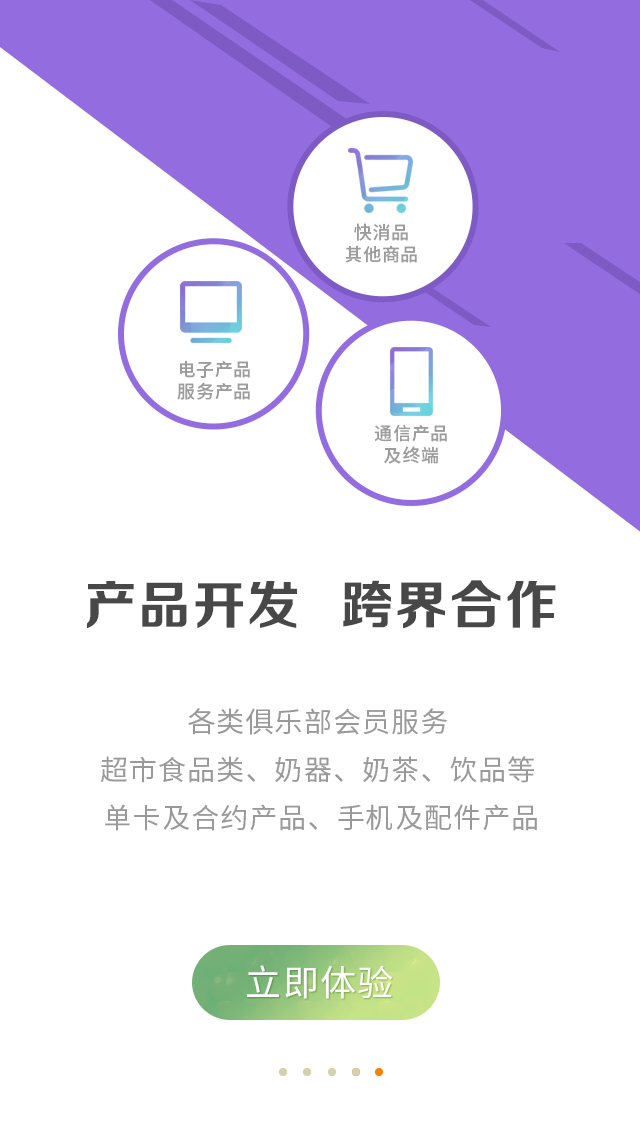 快消品
其他商品
电子产品
服务产品
通信产品
及终端
产品开发 跨界合作
各类俱乐部会员服务
超市食品类、奶器、奶茶、饮品等
单卡及合约产品、手机及配件产品
立即体验